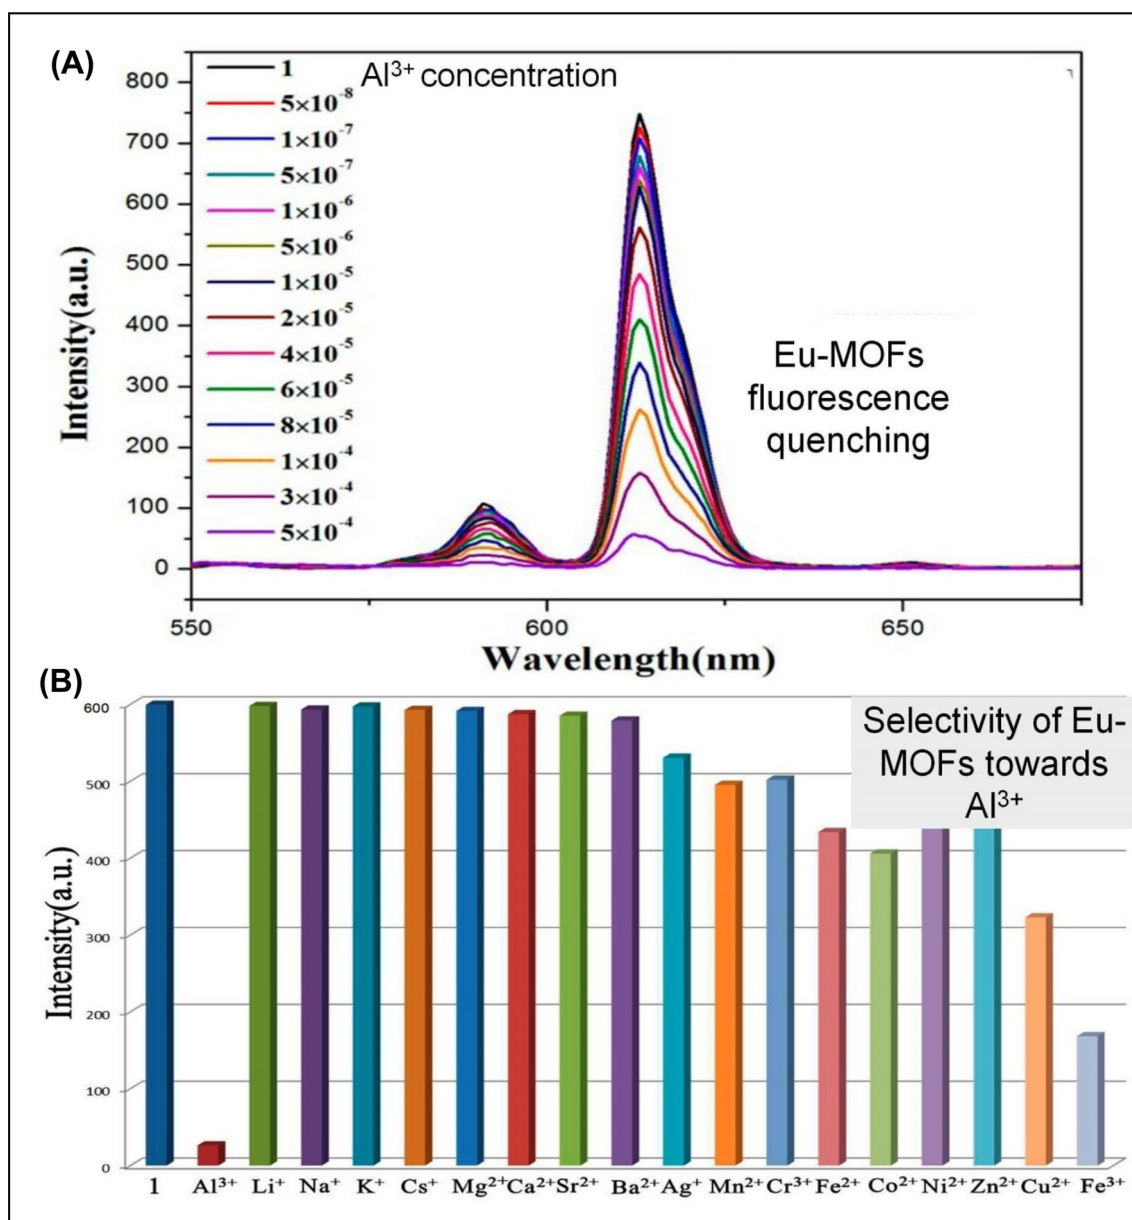 (A)
Al³⁺ concentration
1
5×10⁻⁸
1×10⁻⁷
5×10⁻⁷
1×10⁻⁶
5×10⁻⁶
1×10⁻⁵
2×10⁻⁵
4×10⁻⁵
6×10⁻⁵
8×10⁻⁵
1×10⁻⁴
3×10⁻⁴
5×10⁻⁴
Eu-MOFs
fluorescence
quenching
Intensity(a.u.)
800
700
600
500
400
300
200
100
0
550 600 650
Wavelength(nm)
(B)
Selectivity of Eu-
MOFs towards
Al³⁺
Intensity(a.u.)
600
500
400
300
200
100
0
1 Al³⁺ Li⁺ Na⁺ K⁺ Cs⁺ Mg²⁺ Ca²⁺ Sr²⁺ Ba²⁺ Ag⁺ Mn²⁺ Cr³⁺ Fe²⁺ Co²⁺ Ni²⁺ Zn²⁺ Cu²⁺ Fe³⁺